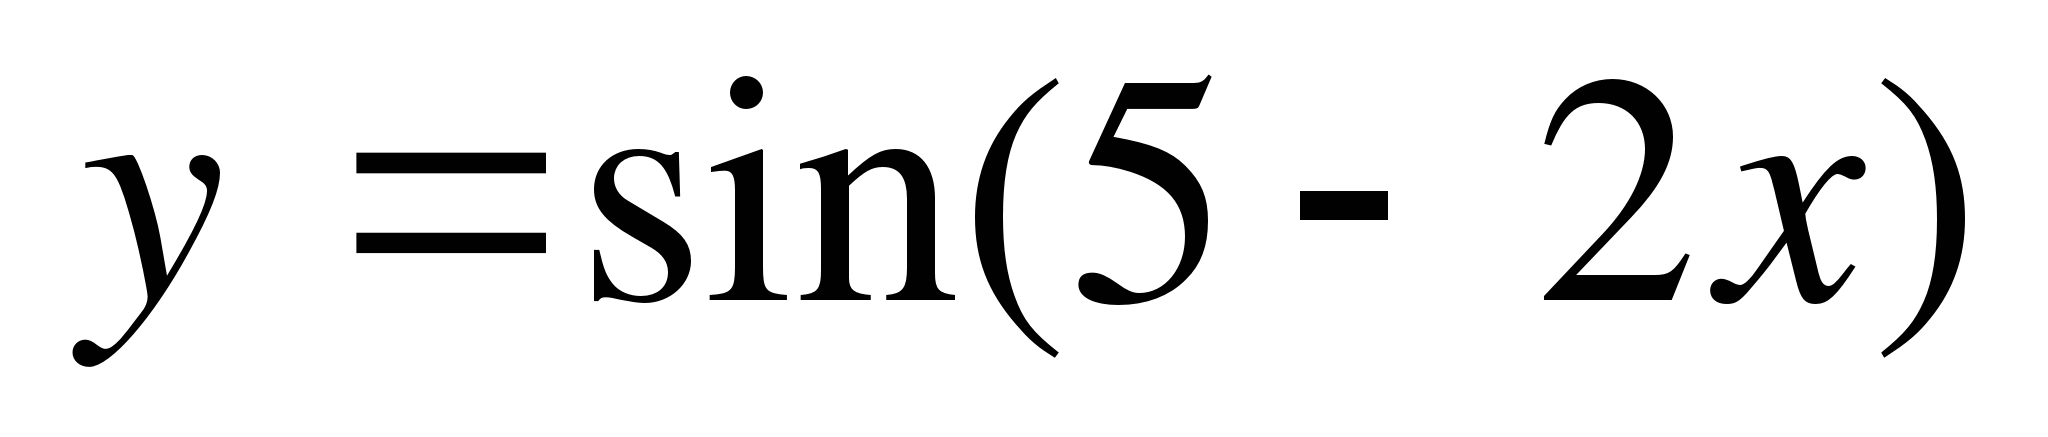 y = sin(5 - 2x)